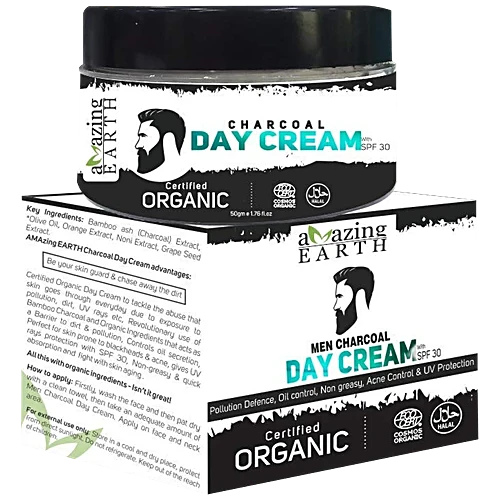 aMazing
EARTH
CHARCOAL
DAY CREAM with
SPF 30
Certified
ORGANIC
50gm e 1.76 fl.oz
COSMOS
ORGANIC
HALAL
aMazing
EARTH
MEN CHARCOAL
DAY CREAM with
SPF 30
Pollution Defence, Oil control, Non greasy, Acne Control & UV Protection
Certified
ORGANIC
COSMOS
ORGANIC
HALAL
Key Ingredients: Bamboo ash (Charcoal) Extract,
*Olive Oil, Orange Extract, Noni Extract, Grape Seed
Extract.
AMAzing EARTH Charcoal Day Cream advantages:
Be your skin guard & chase away the dirt
Certified Organic Day Cream to tackle the abuse that
skin goes through everyday due to exposure to
pollution, dirt, UV rays etc. Revolutionary use of
Bamboo Charcoal and Organic Ingredients that acts as
a Barrier to dirt & pollution. Controls oil secretion,
Perfect for skin prone to blackheads & acne, gives UV
rays protection with SPF 30, Non-greasy & quick
absorption and fight with skin aging.
All this with organic ingredients - Isn't it great!
How to apply: Firstly, wash the face and then pat dry
with a clean towel, then take an adequate amount of
Men Charcoal Day Cream. Apply on face and neck
area.
For external use only: Store in a cool and dry place, protect
from direct sunlight. Do not refrigerate. Keep out of the reach
of children.